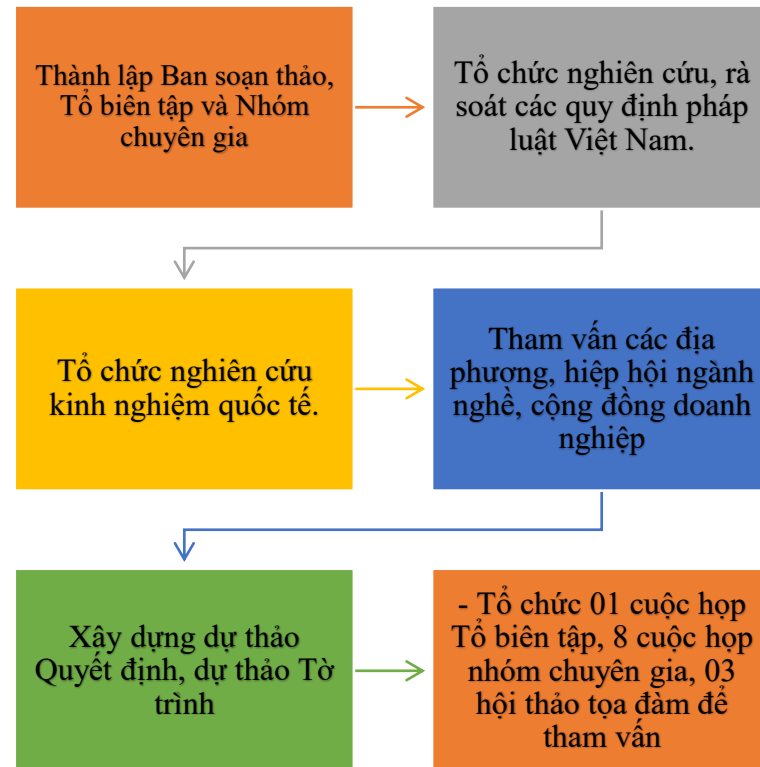 Thành lập Ban soạn thảo,
Tổ biên tập và Nhóm
chuyên gia
Tổ chức nghiên cứu, rà
soát các quy định pháp
luật Việt Nam.
Tổ chức nghiên cứu
kinh nghiệm quốc tế.
Tham vấn các địa
phương, hiệp hội ngành
nghề, cộng đồng doanh
nghiệp
Xây dựng dự thảo
Quyết định, dự thảo Tờ
trình
- Tổ chức 01 cuộc họp
Tổ biên tập, 8 cuộc họp
nhóm chuyên gia, 03
hội thảo tọa đàm để
tham vấn